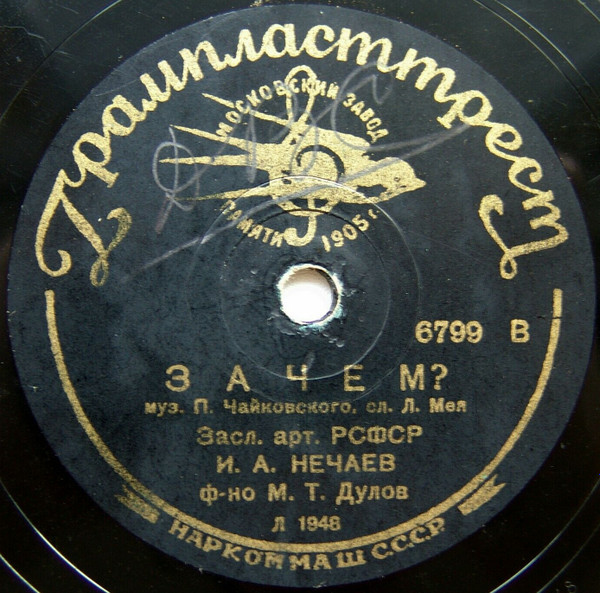 Грампласттрест
МОСКОВСКИЙ ЗАВОД
ПАМЯТИ 1905 г.
6799 В
ЗАЧЕМ?
муз. П. Чайковского, сл. Л. Мея
Засл. арт. РСФСР
И. А. НЕЧАЕВ
ф-но М. Т. Дулов
Л 1948
НАРКОММАШ СССР